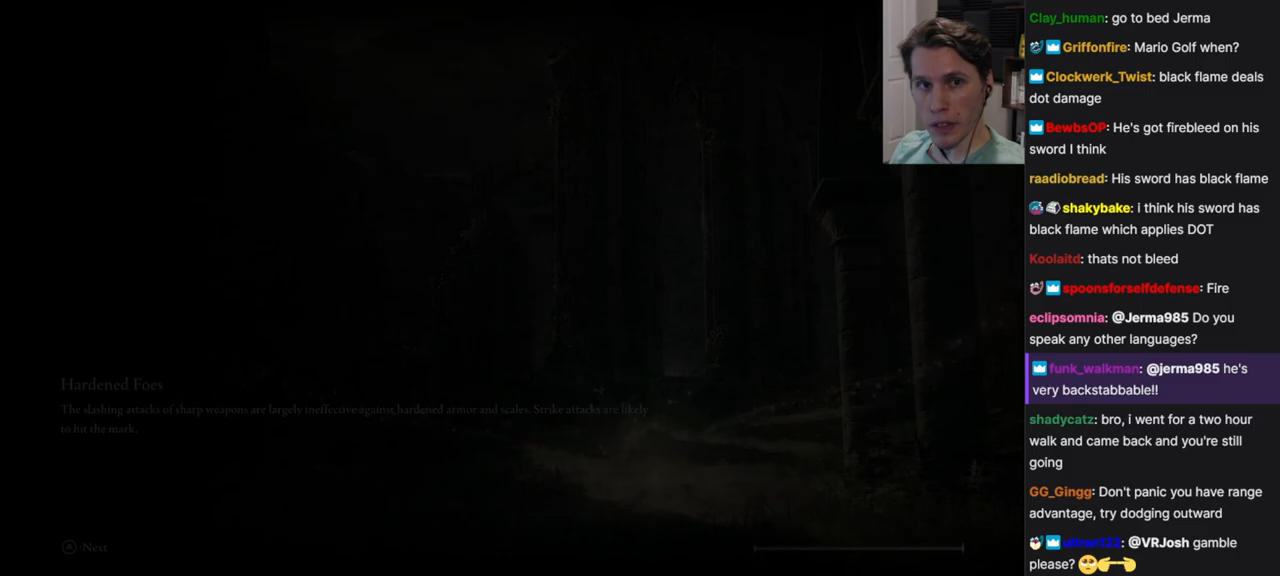 Hardened Foes
The slashing attacks of sharp weapons are largely ineffective against hardened armor and scales. Strike attacks are likely
to hit the mark.
A Next
Clay_human: go to bed Jerma
Griffonfire: Mario Golf when?
Clockwerk_Twist: black flame deals
dot damage
BewbsOP: He's got firebleed on his
sword I think
raadiobread: His sword has black flame
shakybake: i think his sword has
black flame which applies DOT
Koolaitd: thats not bleed
spoonsforselfdefense: Fire
eclipsomnia: @Jerma985 Do you
speak any other languages?
funk_walkman: @jerma985 he's
very backstabbable!!
shadycatz: bro, i went for a two hour
walk and came back and you're still
going
GG_Gingg: Don't panic you have range
advantage, try dodging outward
@VRJosh gamble
please? 🥺👉👈